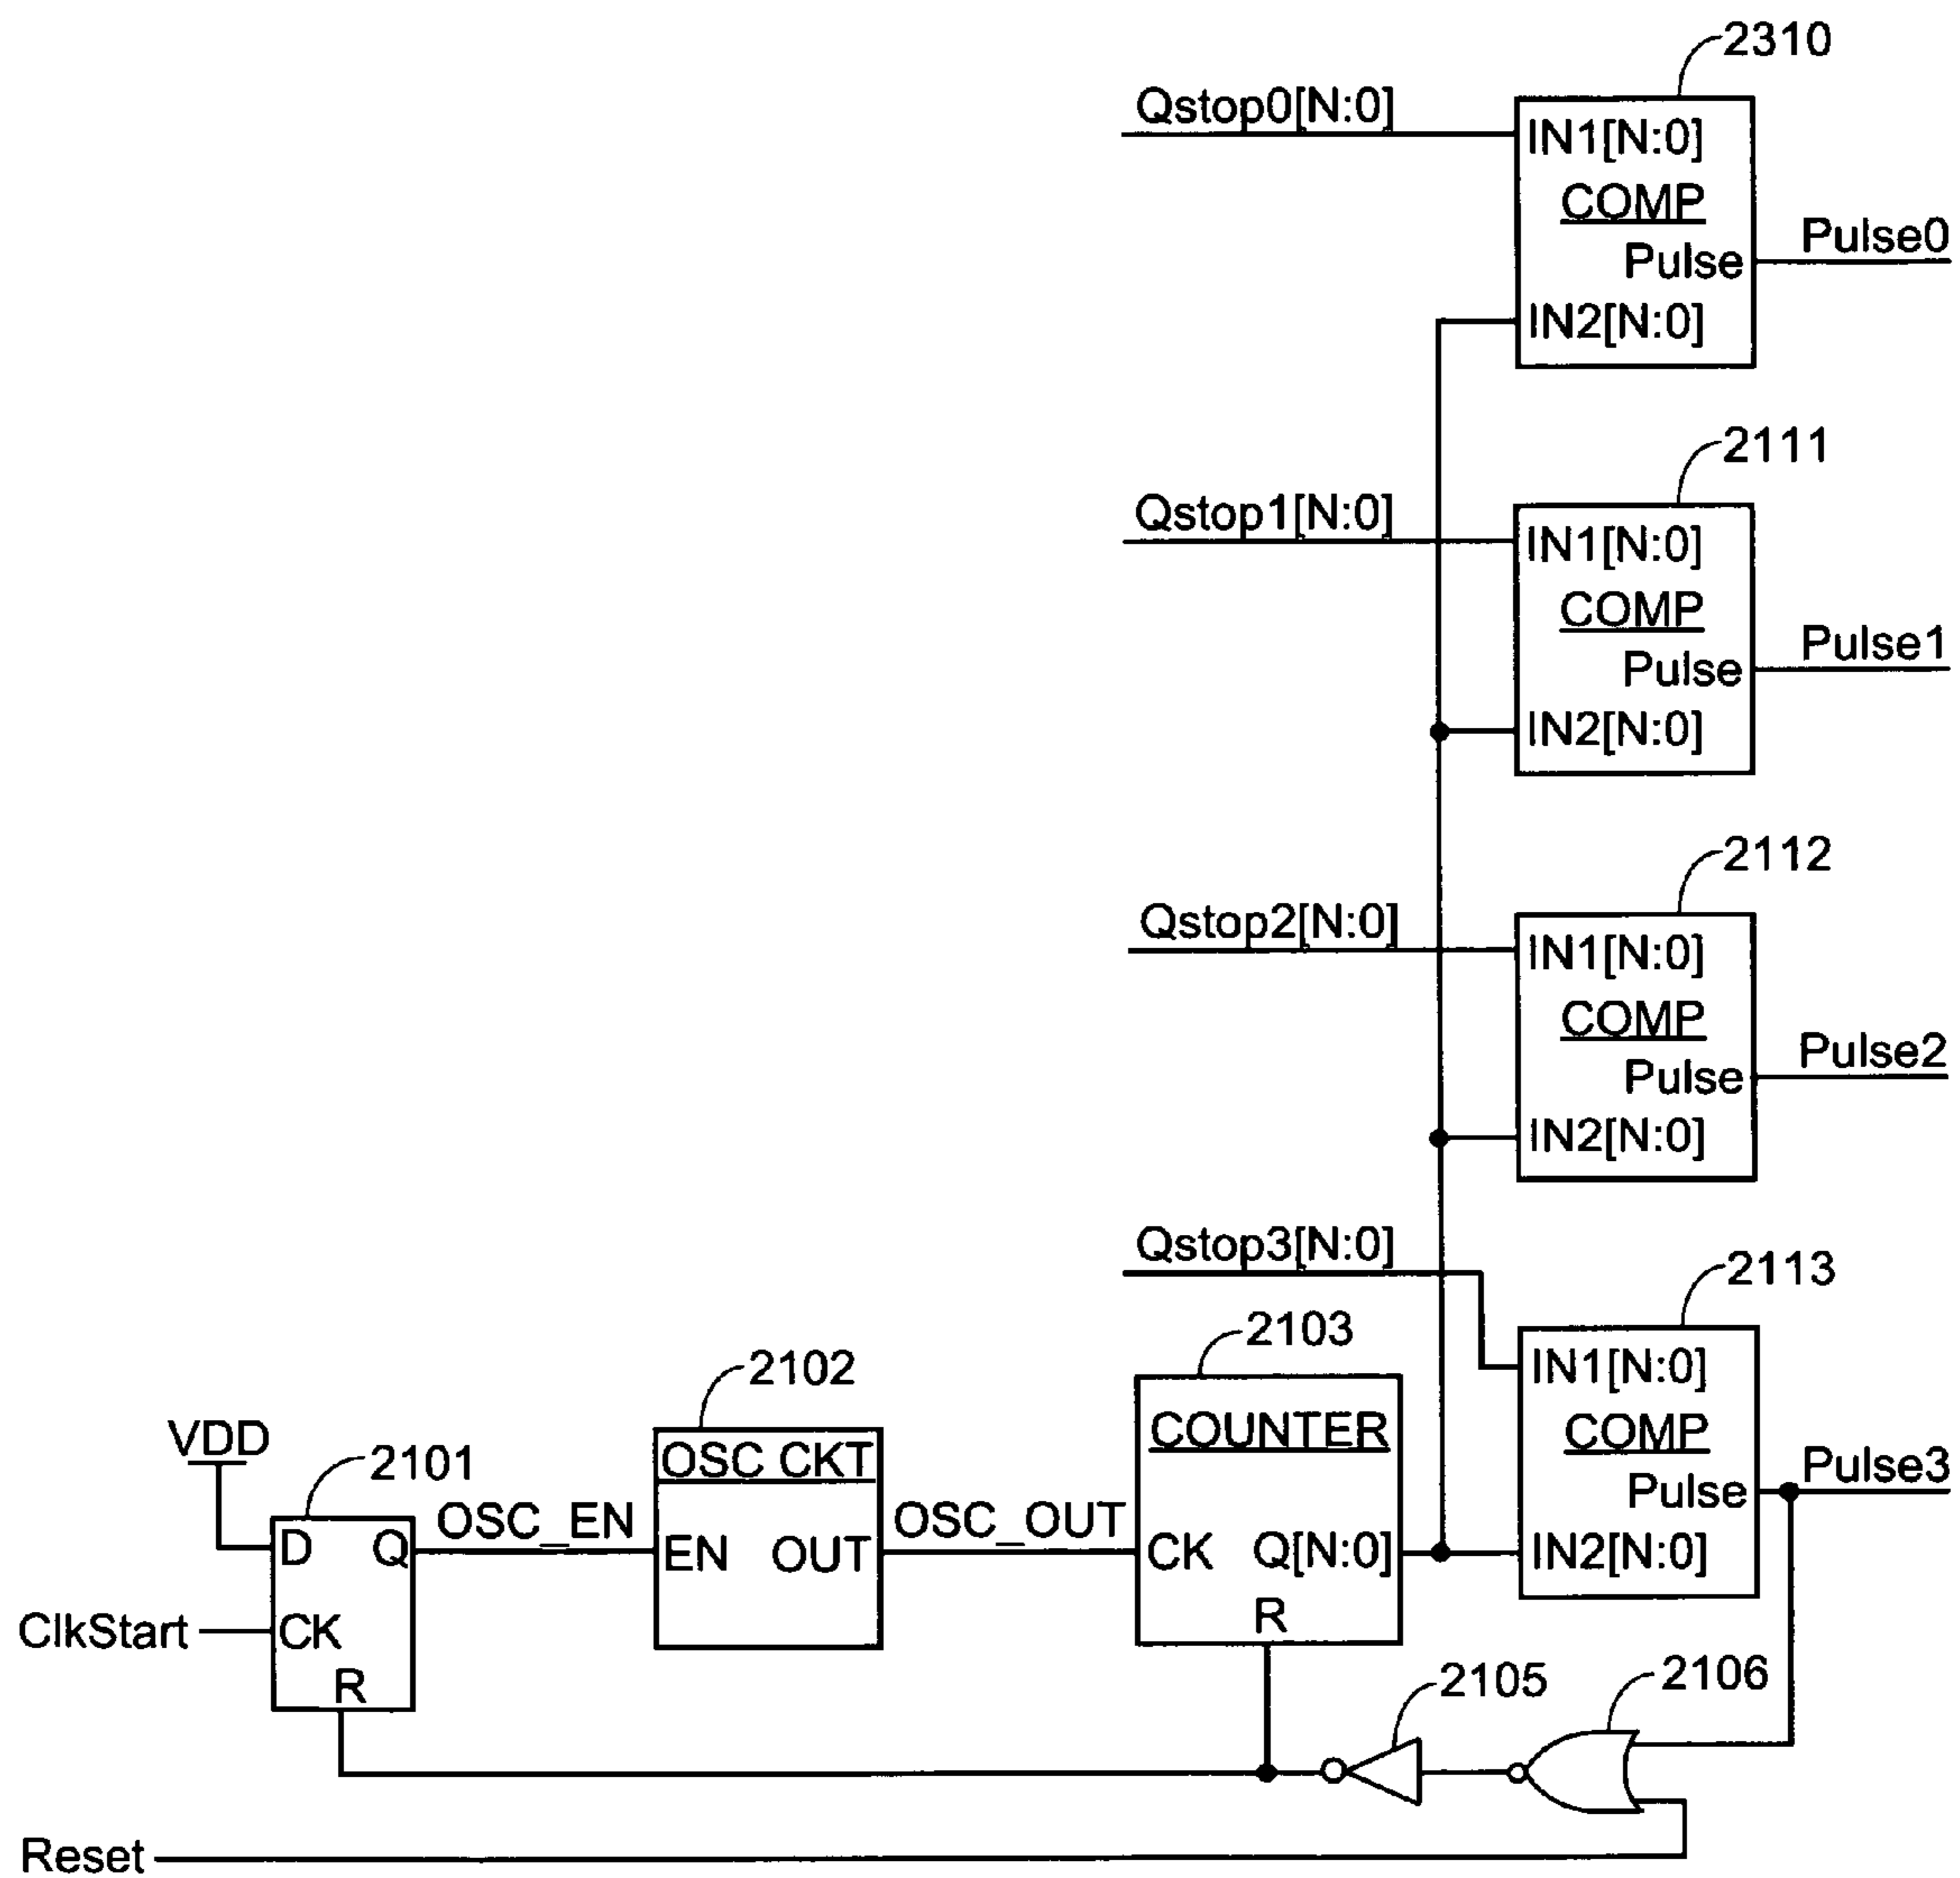 2310
Qstop0[N:0]
IN1[N:0]
COMP
Pulse
Pulse0
IN2[N:0]
2111
Qstop1[N:0]
IN1[N:0]
COMP
Pulse
Pulse1
IN2[N:0]
2112
Qstop2[N:0]
IN1[N:0]
COMP
Pulse
Pulse2
IN2[N:0]
Qstop3[N:0]
2113
IN1[N:0]
COMP
Pulse
Pulse3
IN2[N:0]
2103
COUNTER
CK
Q[N:0]
R
2102
OSC CKT
EN
OUT
OSC_OUT
VDD
2101
D
Q
OSC_EN
ClkStart
CK
R
2105
2106
Reset